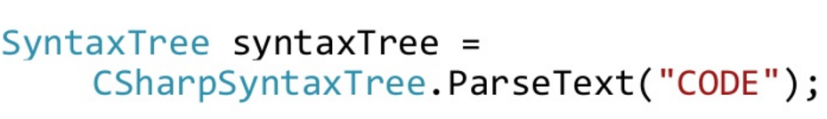 SyntaxTree syntaxTree =
CSharpSyntaxTree.ParseText("CODE");